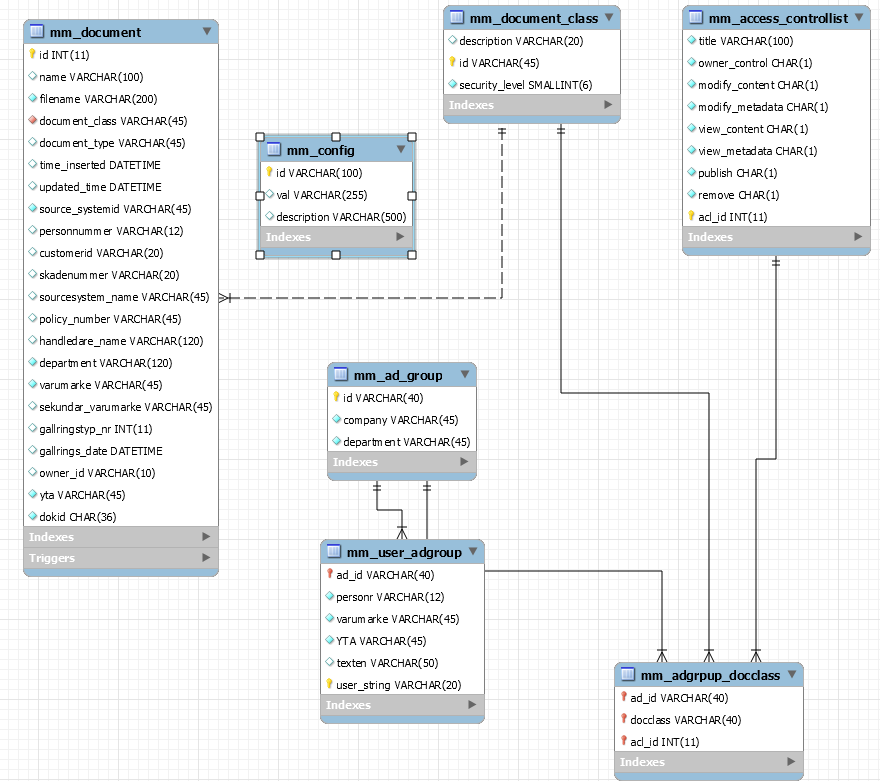 mm_document
id INT(11)
name VARCHAR(100)
filename VARCHAR(200)
document_class VARCHAR(45)
document_type VARCHAR(45)
time_inserted DATETIME
updated_time DATETIME
source_systemid VARCHAR(45)
personnummer VARCHAR(12)
customerid VARCHAR(20)
skadenummer VARCHAR(20)
sourcesystem_name VARCHAR(45)
policy_number VARCHAR(45)
handledare_name VARCHAR(120)
department VARCHAR(120)
varumarke VARCHAR(45)
sekundar_varumarke VARCHAR(45)
gallringstyp_nr INT(11)
gallrings_date DATETIME
owner_id VARCHAR(10)
yta VARCHAR(45)
dokid CHAR(36)
Indexes
Triggers
mm_config
id VARCHAR(100)
val VARCHAR(255)
description VARCHAR(500)
Indexes
mm_document_class
description VARCHAR(20)
id VARCHAR(45)
security_level SMALLINT(6)
Indexes
mm_access_controllist
title VARCHAR(100)
owner_control CHAR(1)
modify_content CHAR(1)
modify_metadata CHAR(1)
view_content CHAR(1)
view_metadata CHAR(1)
publish CHAR(1)
remove CHAR(1)
acl_id INT(11)
Indexes
mm_ad_group
id VARCHAR(40)
company VARCHAR(45)
department VARCHAR(45)
Indexes
mm_user_adgroup
ad_id VARCHAR(40)
personr VARCHAR(12)
varumarke VARCHAR(45)
YTA VARCHAR(45)
texten VARCHAR(50)
user_string VARCHAR(20)
Indexes
mm_adgrpup_docclass
ad_id VARCHAR(40)
docclass VARCHAR(40)
acl_id INT(11)
Indexes